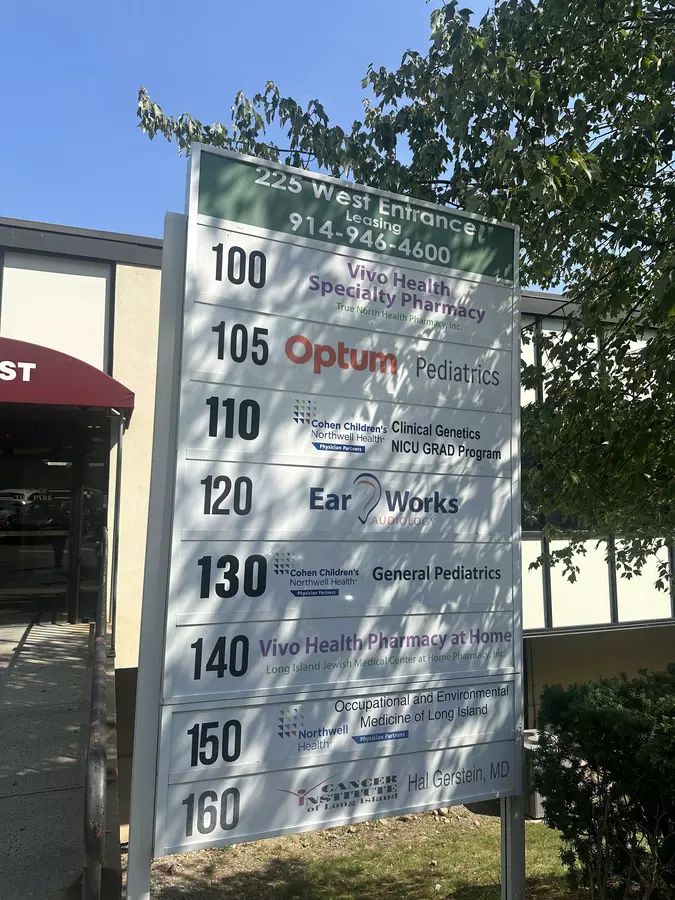 225 West Entrance
Leasing
914-946-4600
100
Vivo Health
Specialty Pharmacy
True North Health Pharmacy, Inc.
105 Optum Pediatrics
110
Cohen Children's
Northwell Health
Physician Partners
Clinical Genetics
NICU GRAD Program
120
Ear Works
AUDIOLOGY
130
Cohen Children's
Northwell Health
Physician Partners
General Pediatrics
140
Vivo Health Pharmacy at Home
Long Island Jewish Medical Center at Home Pharmacy, Inc.
150
Northwell
Health
Physician Partners
Occupational and Environmental
Medicine of Long Island
160
CANCER
INSTITUTE
of Long Island
Hal Gerstein, MD
ST
PARK